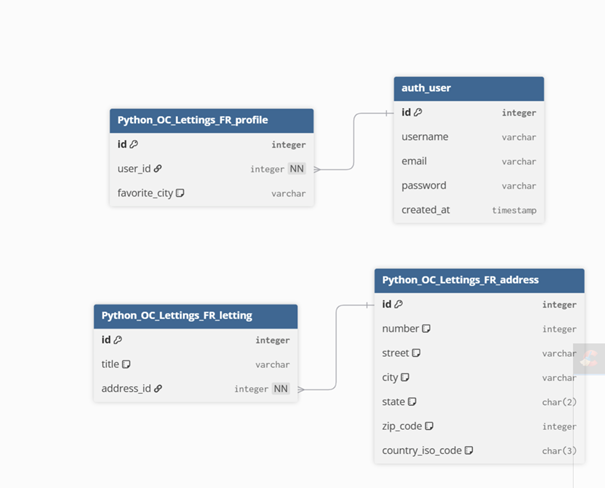 Python_OC_Lettings_FR_profile
id integer
user_id integer NN
favorite_city varchar
auth_user
id integer
username varchar
email varchar
password varchar
created_at timestamp
Python_OC_Lettings_FR_letting
id integer
title varchar
address_id integer NN
Python_OC_Lettings_FR_address
id integer
number integer
street varchar
city varchar
state char(2)
zip_code integer
country_iso_code char(3)